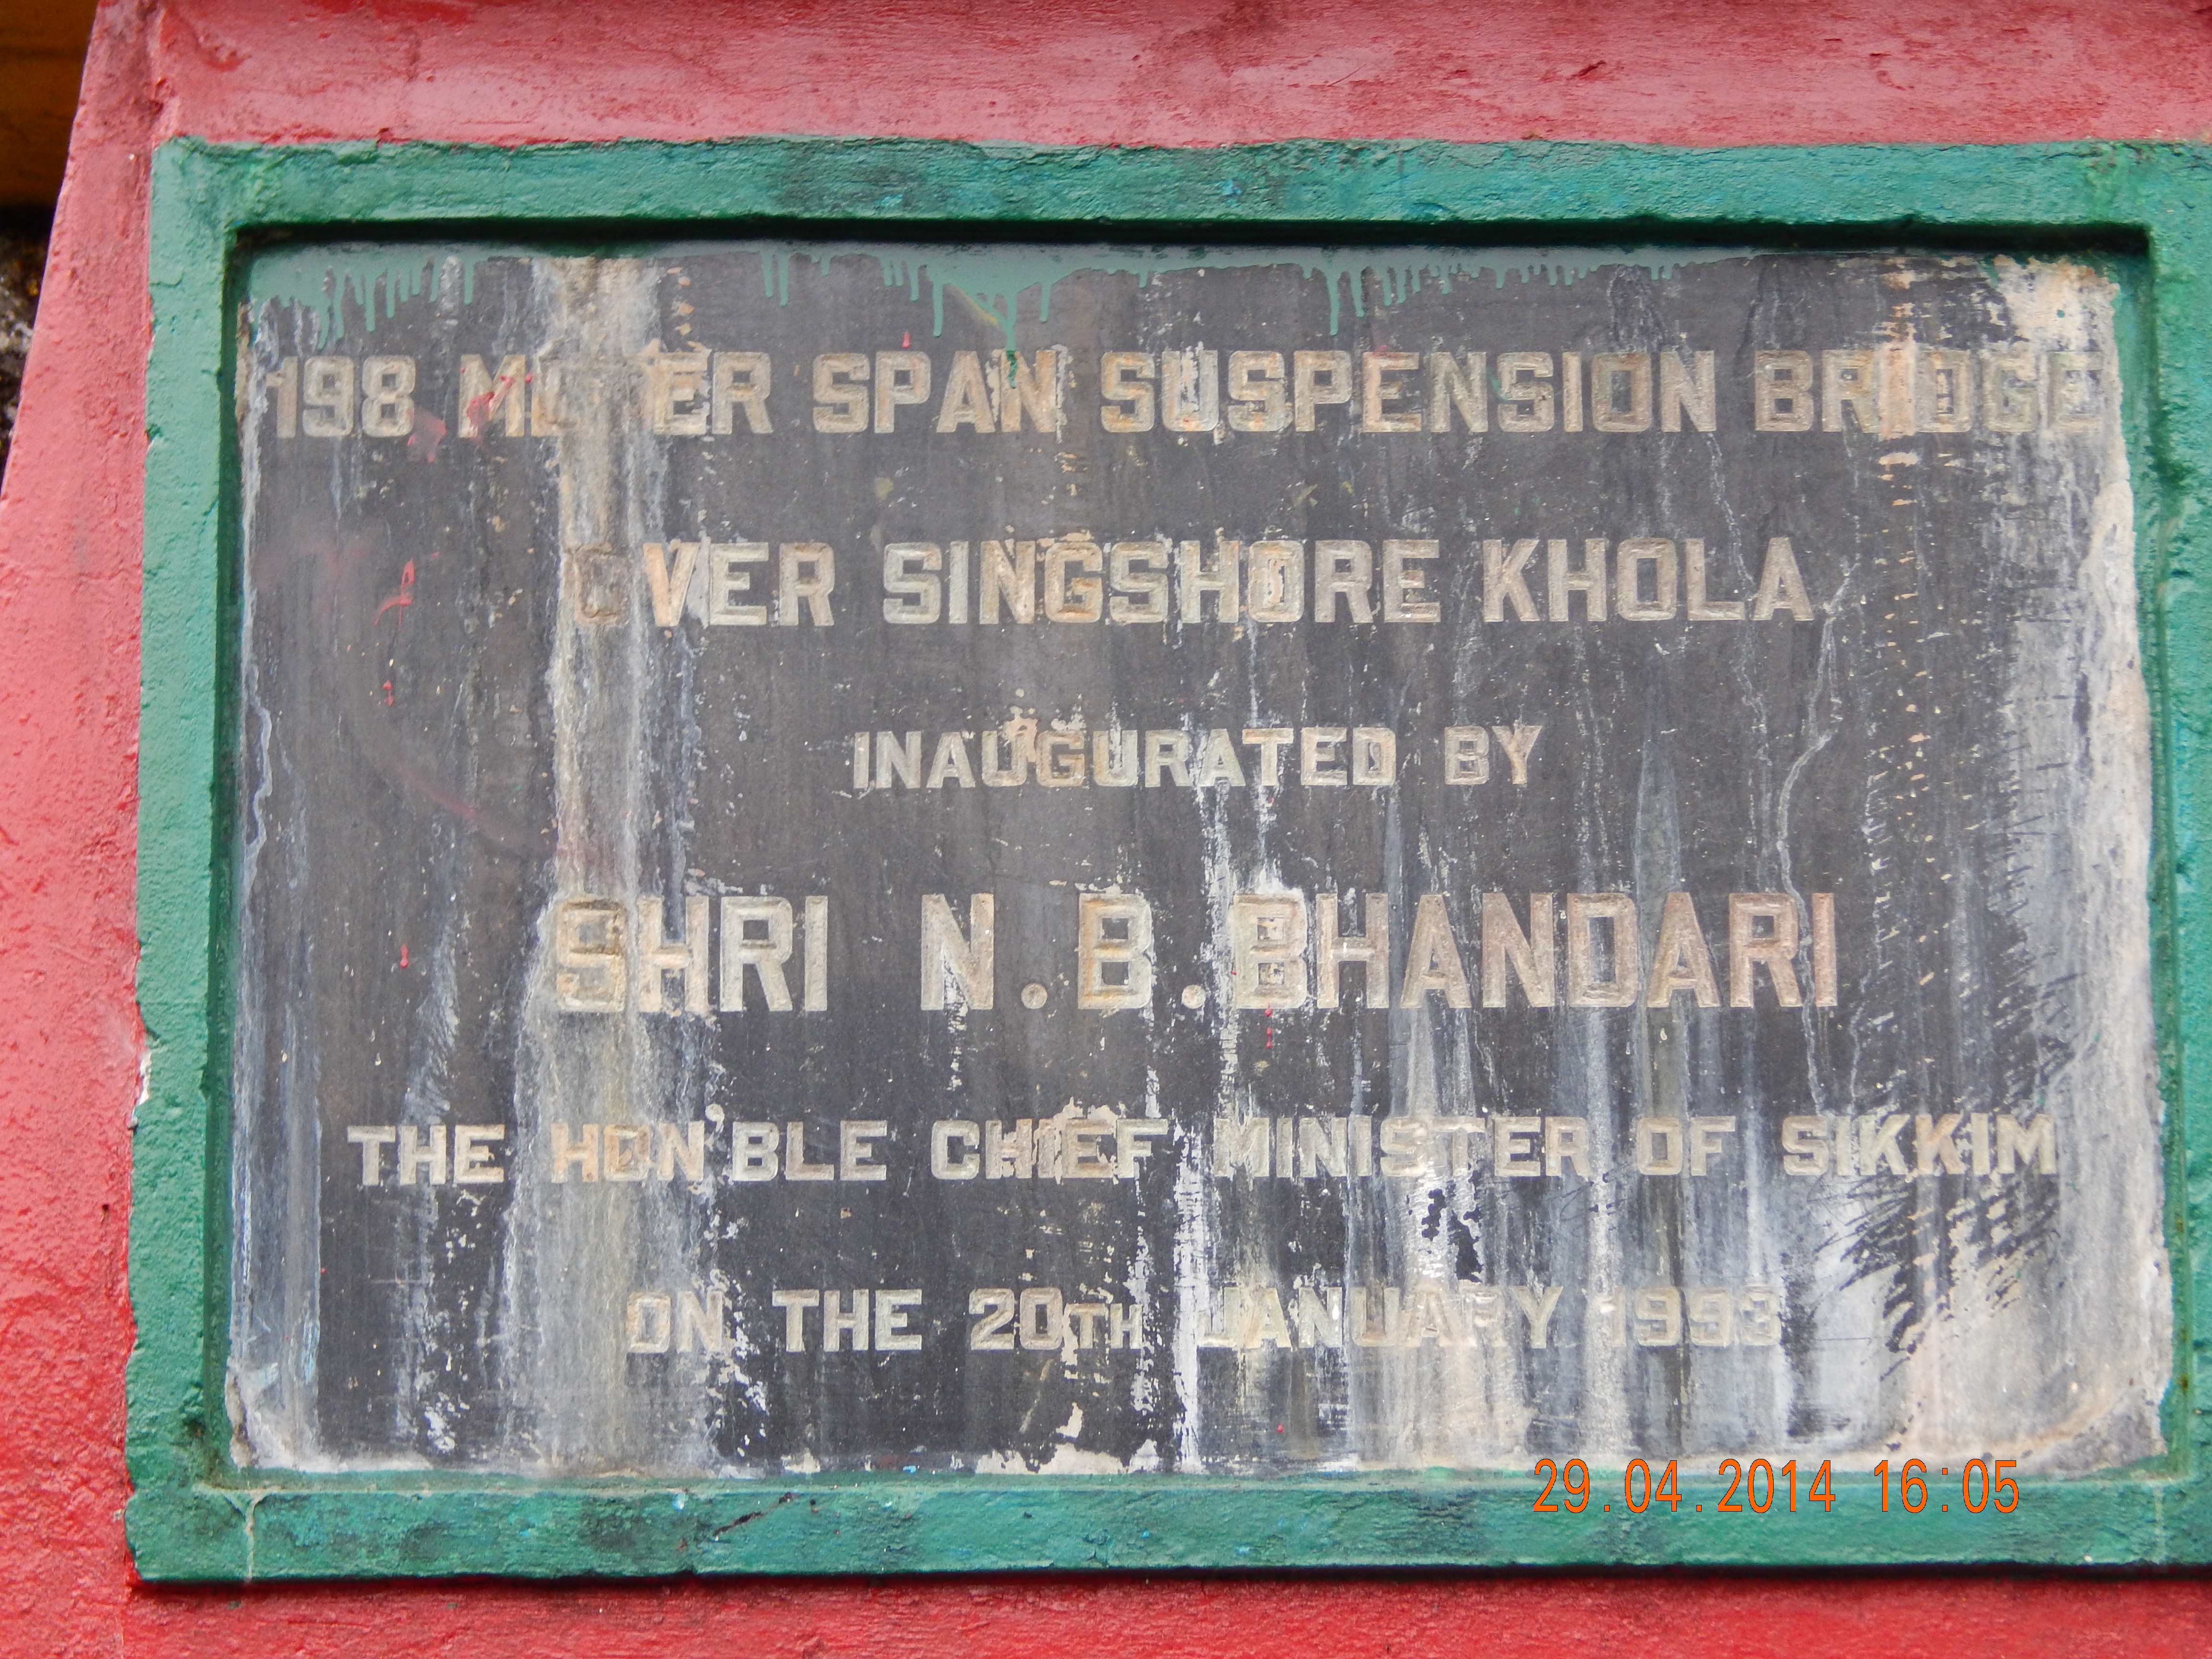 198 METER SPAN SUSPENSION BRIDGE
OVER SINGSHORE KHOLA
INAUGURATED BY
SHRI N.B.BHANDARI
THE HON'BLE CHIEF MINISTER OF SIKKIM
ON THE 20TH JANUARY 1993
29.04.2014 16:05